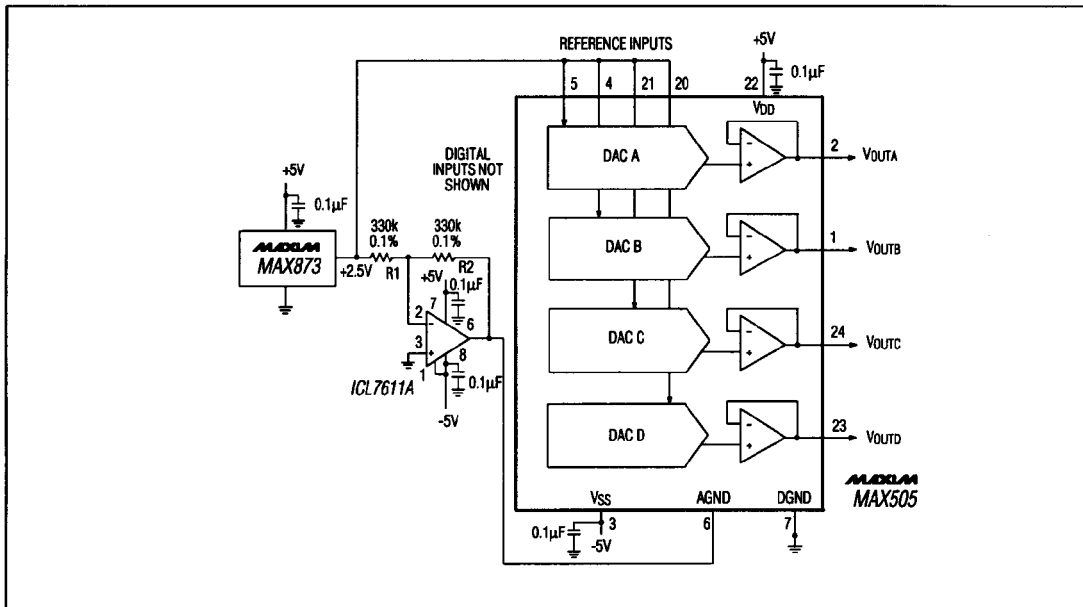 REFERENCE INPUTS
+5V
0.1µF
5
4
21
20
22
VDD
DIGITAL
INPUTS NOT
SHOWN
DAC A
2
VOUTA
+5V
0.1µF
DAC B
1
VOUTB
MAXIM
MAX873
+2.5V
330k
0.1%
R1
330k
0.1%
R2
+5V
0.1µF
7
2
6
3
8
1
0.1µF
ICL7611A
-5V
DAC C
24
VOUTC
DAC D
23
VOUTD
MAXIM
MAX505
VSS
AGND
DGND
0.1µF
3
6
7
-5V